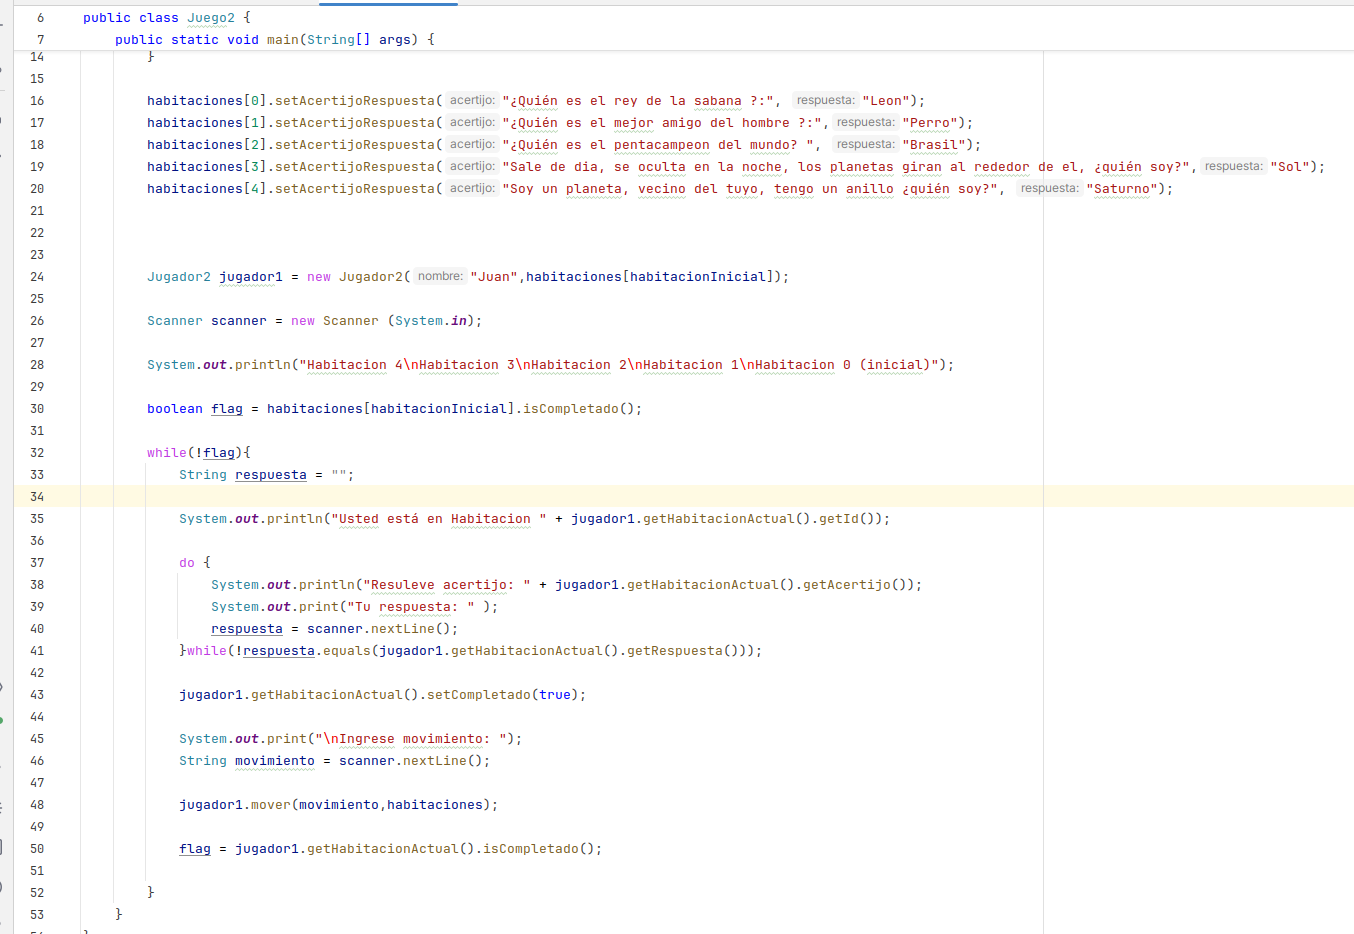 6 public class Juego2 {
7 public static void main(String[] args) {
14 }
15
16 habitaciones[0].setAcertijoRespuesta( acertijo: "¿Quién es el rey de la sabana ?:", respuesta: "Leon");
17 habitaciones[1].setAcertijoRespuesta( acertijo: "¿Quién es el mejor amigo del hombre ?:", respuesta: "Perro");
18 habitaciones[2].setAcertijoRespuesta( acertijo: "¿Quién es el pentacampeon del mundo? ", respuesta: "Brasil");
19 habitaciones[3].setAcertijoRespuesta( acertijo: "Sale de dia, se oculta en la noche, los planetas giran al rededor de el, ¿quién soy?", respuesta: "Sol");
20 habitaciones[4].setAcertijoRespuesta( acertijo: "Soy un planeta, vecino del tuyo, tengo un anillo ¿quién soy?", respuesta: "Saturno");
21
22
23
24 Jugador2 jugador1 = new Jugador2( nombre: "Juan",habitaciones[habitacionInicial]);
25
26 Scanner scanner = new Scanner (System.in);
27
28 System.out.println("Habitacion 4\nHabitacion 3\nHabitacion 2\nHabitacion 1\nHabitacion 0 (inicial)");
29
30 boolean flag = habitaciones[habitacionInicial].isCompletado();
31
32 while(!flag){
33 String respuesta = "";
34
35 System.out.println("Usted está en Habitacion " + jugador1.getHabitacionActual().getId());
36
37 do {
38 System.out.println("Resuleve acertijo: " + jugador1.getHabitacionActual().getAcertijo());
39 System.out.print("Tu respuesta: " );
40 respuesta = scanner.nextLine();
41 }while(!respuesta.equals(jugador1.getHabitacionActual().getRespuesta()));
42
43 jugador1.getHabitacionActual().setCompletado(true);
44
45 System.out.print("\nIngrese movimiento: ");
46 String movimiento = scanner.nextLine();
47
48 jugador1.mover(movimiento,habitaciones);
49
50 flag = jugador1.getHabitacionActual().isCompletado();
51
52 }
53 }